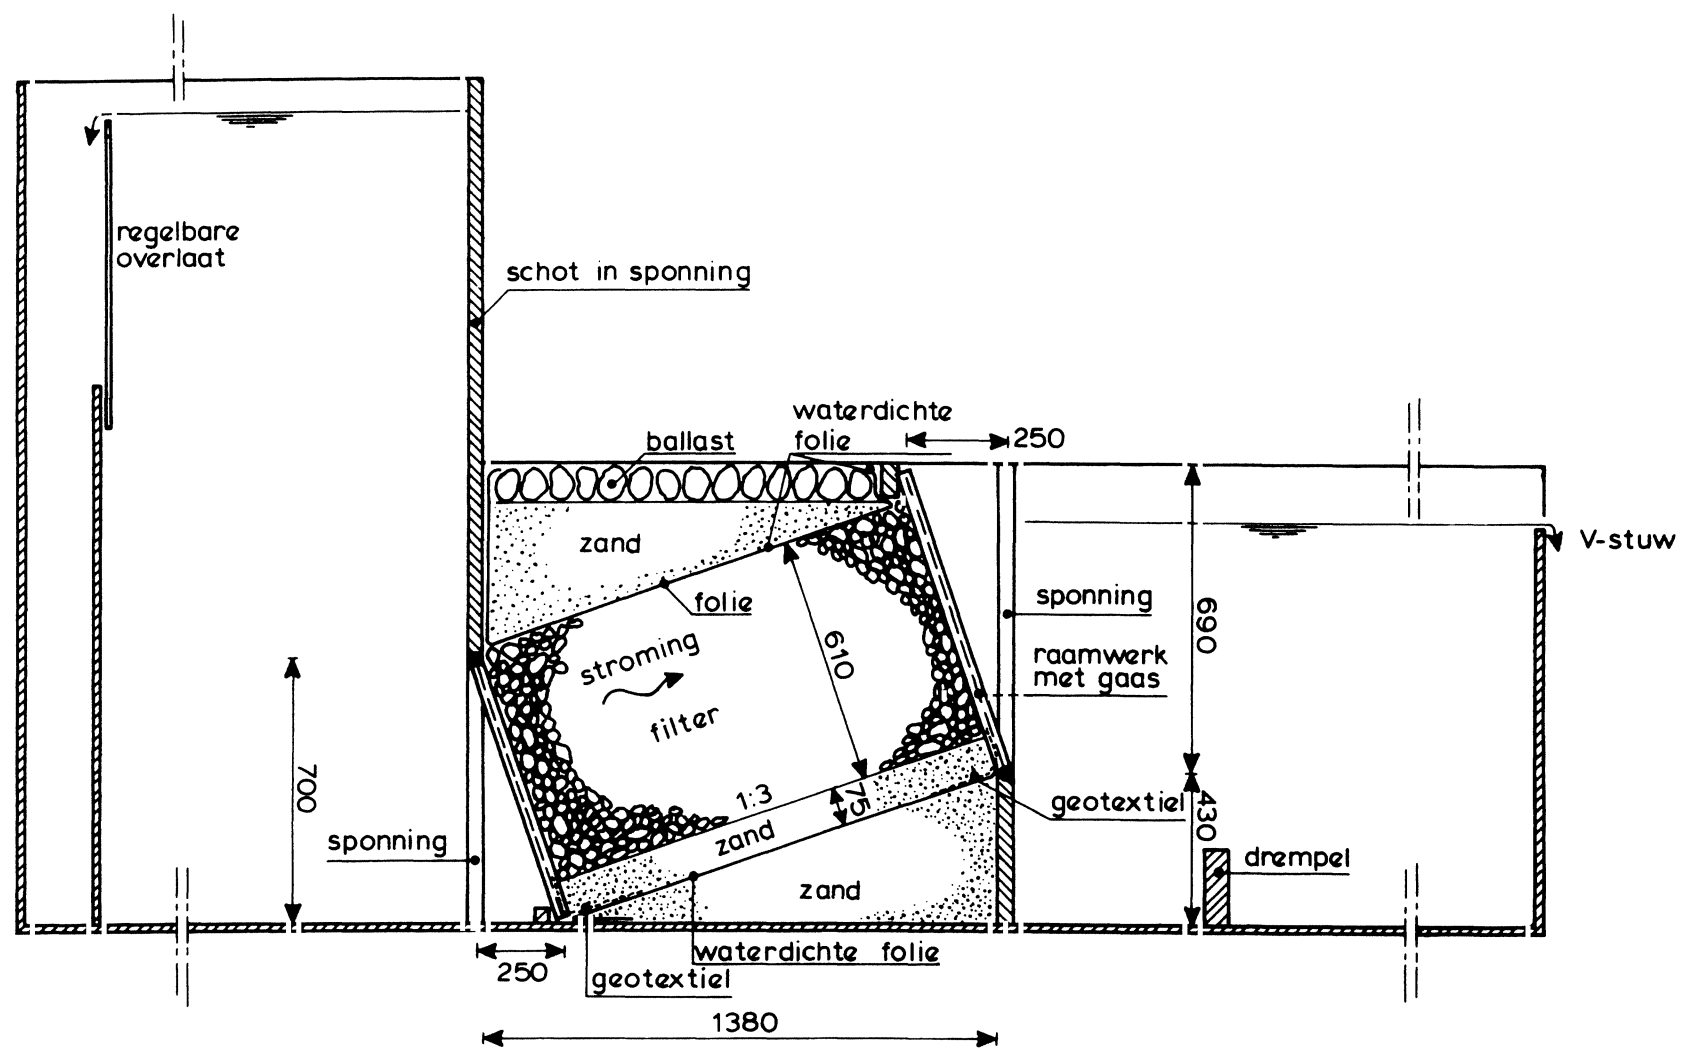 regelbare
overlaat
schot in sponning
waterdichte
folie
ballast
250
zand
V-stuw
folie
sponning
690
stroming
610
raamwerk
met gaas
filter
700
1:3
75
geotextiel
430
zand
sponning
drempel
zand
waterdichte folie
250
geotextiel
1380